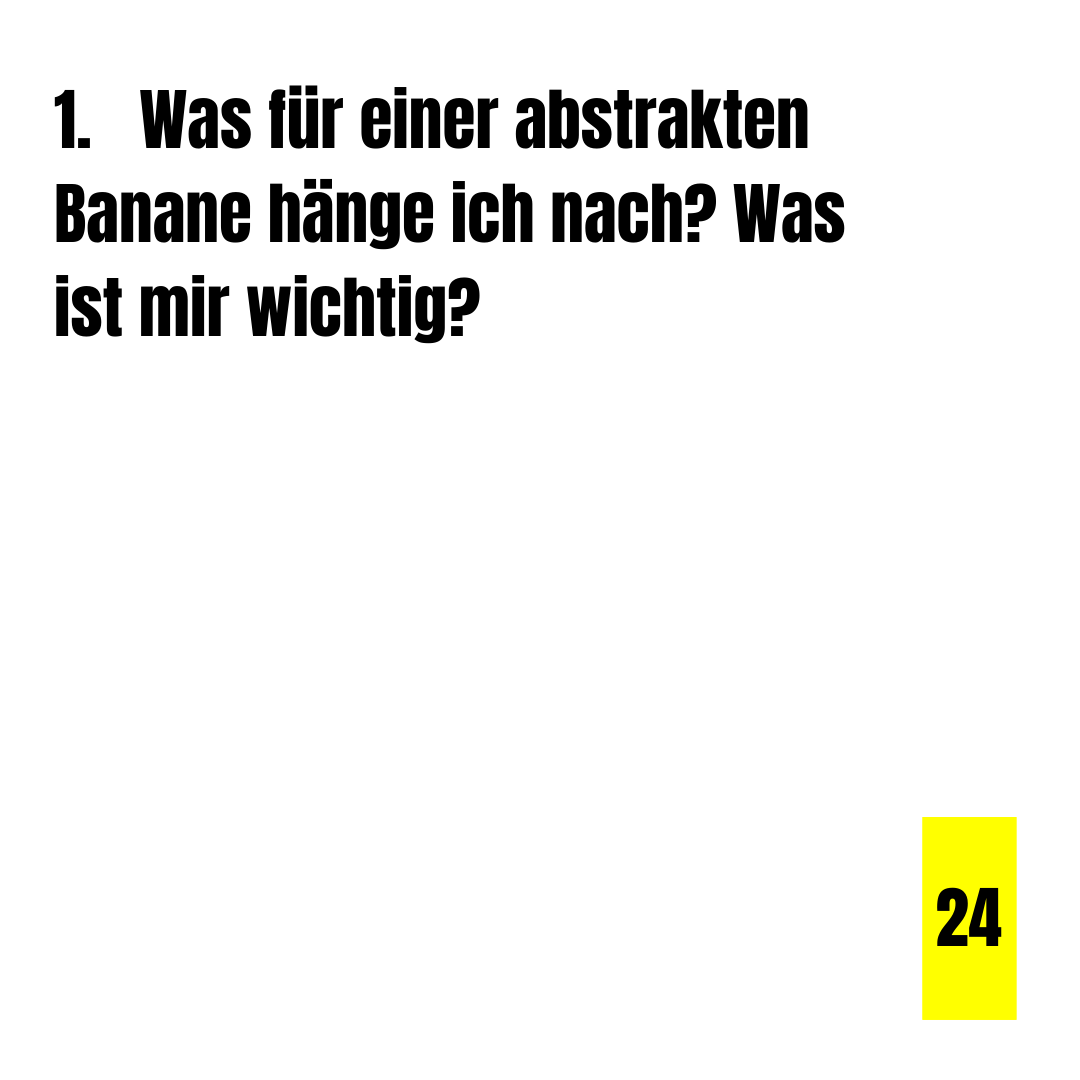 1. Was für einer abstrakten
Banane hänge ich nach? Was
ist mir wichtig?
24